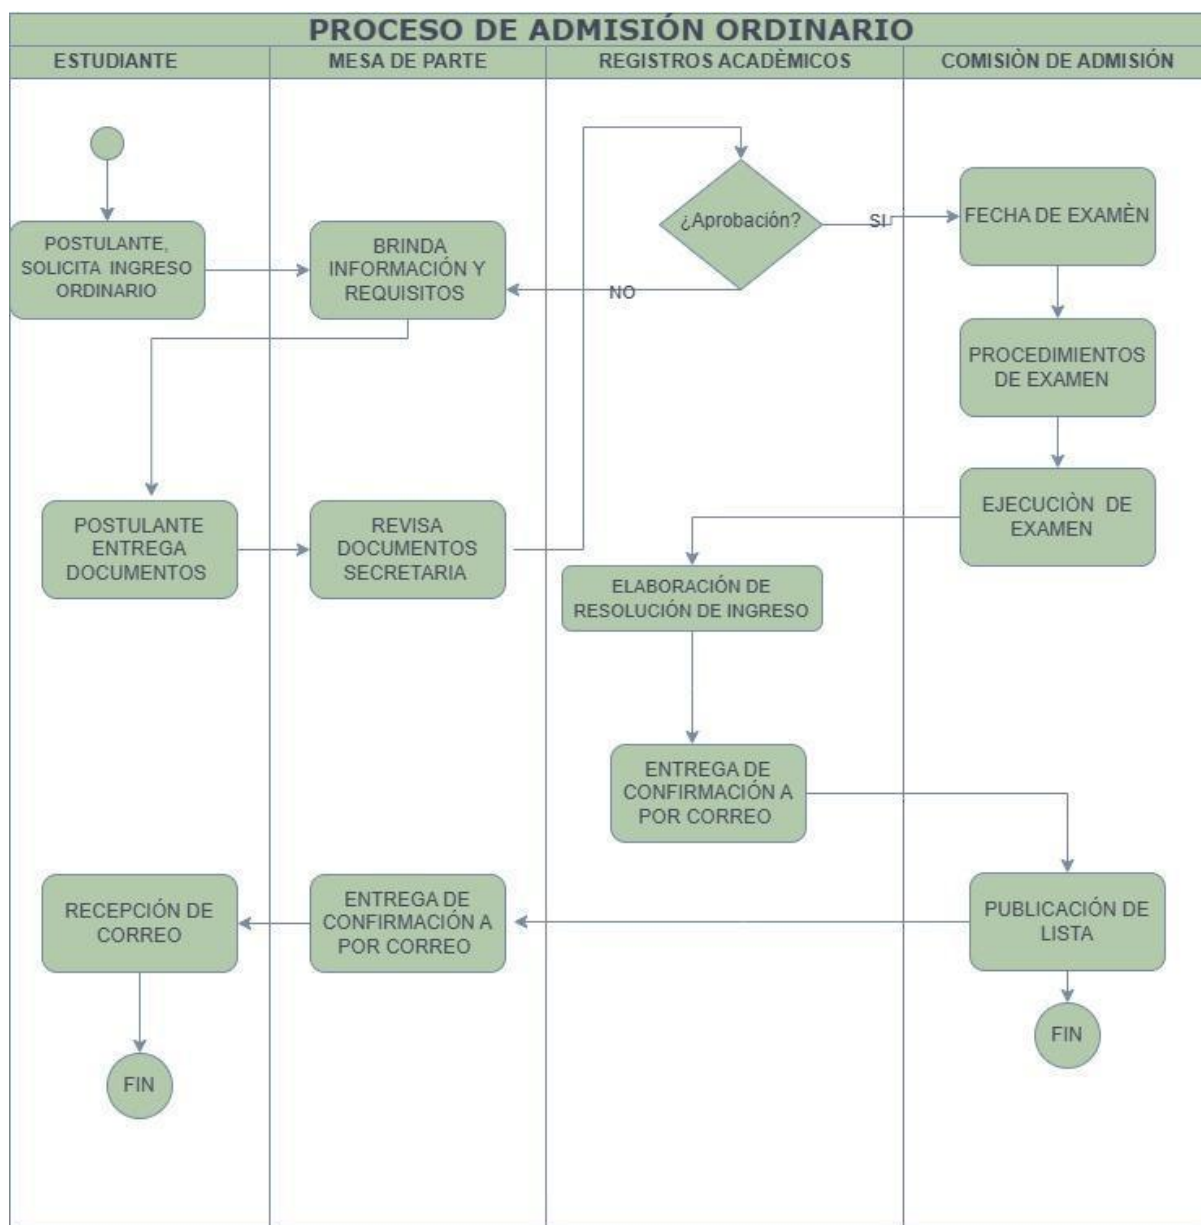 PROCESO DE ADMISIÓN ORDINARIO
ESTUDIANTE
MESA DE PARTE
REGISTROS ACADÈMICOS
COMISIÒN DE ADMISIÓN
POSTULANTE,
SOLICITA INGRESO
ORDINARIO
BRINDA
INFORMACIÓN Y
REQUISITOS
¿Aprobación?
SI
NO
FECHA DE EXAMÈN
PROCEDIMIENTOS
DE EXAMEN
POSTULANTE
ENTREGA
DOCUMENTOS
REVISA
DOCUMENTOS
SECRETARIA
EJECUCIÒN DE
EXAMEN
ELABORACIÓN DE
RESOLUCIÓN DE INGRESO
ENTREGA DE
CONFIRMACIÓN A
POR CORREO
RECEPCIÓN DE
CORREO
ENTREGA DE
CONFIRMACIÓN A
POR CORREO
PUBLICACIÓN DE
LISTA
FIN
FIN